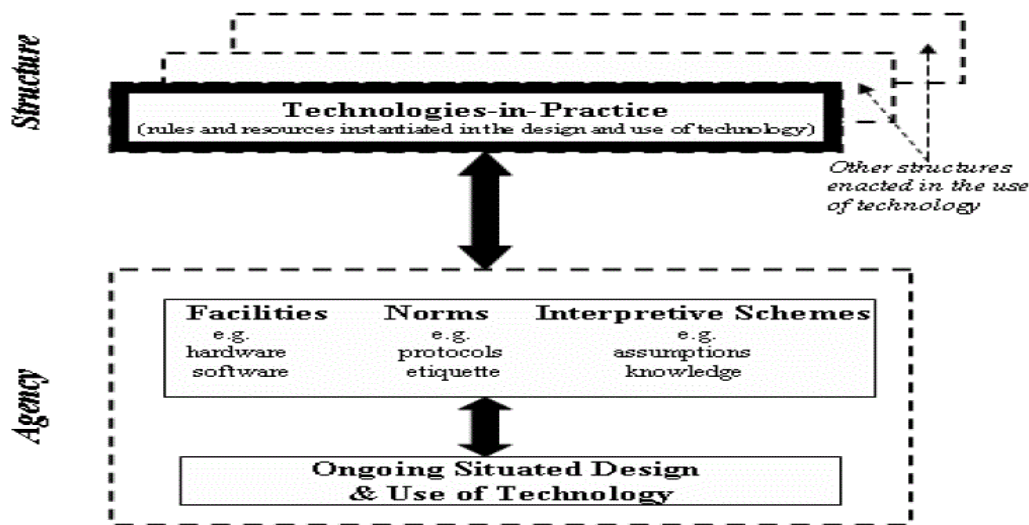 Structure
Technologies-in-Practice
(rules and resources instantiated in the design and use of technology)
Other structures
enacted in the use
of technology
Agency
Facilities Norms Interpretive Schemes
e.g. e.g. e.g.
hardware protocols assumptions
software etiquette knowledge
Ongoing Situated Design
& Use of Technology